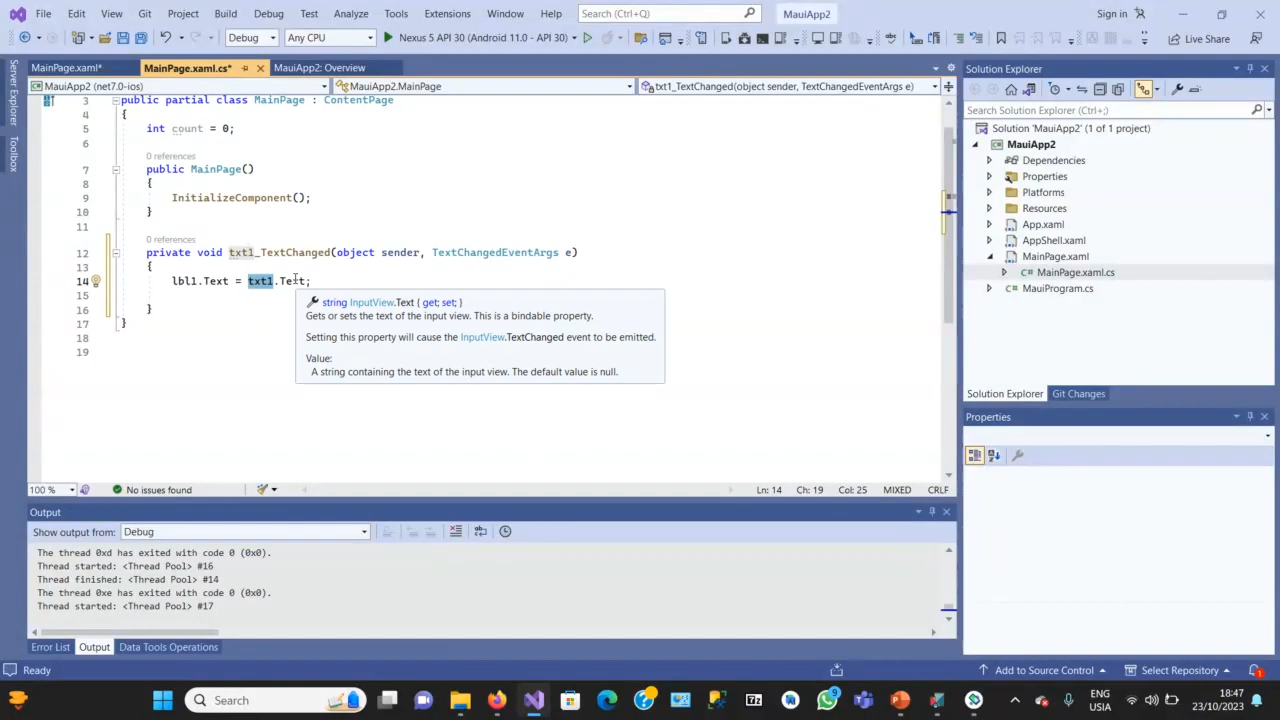 File Edit View Git Project Build Debug Test Analyze Tools Extensions Window Help Search (Ctrl+Q) MauiApp2 Sign in
Debug Any CPU Nexus 5 API 30 (Android 11.0 - API 30) Live Share
MainPage.xaml* MainPage.xaml.cs* MauiApp2: Overview
MauiApp2 (net7.0-ios) MauiApp2.MainPage txt1_TextChanged(object sender, TextChangedEventArgs e)
Server Explorer
Toolbox
3 public partial class MainPage : ContentPage
4 {
5 int count = 0;
6
0 references
7 public MainPage()
8 {
9 InitializeComponent();
10 }
11
0 references
12 private void txt1_TextChanged(object sender, TextChangedEventArgs e)
13 {
14 lbl1.Text = txt1.Text;
15
16 }
17 }
18
19
string InputView.Text { get; set; }
Gets or sets the text of the input view. This is a bindable property.
Setting this property will cause the InputView.TextChanged event to be emitted.
Value:
A string containing the text of the input view. The default value is null.
100 % No issues found Ln: 14 Ch: 19 Col: 25 MIXED CRLF
Output
Show output from: Debug
The thread 0xd has exited with code 0 (0x0).
Thread started: <Thread Pool> #16
Thread finished: <Thread Pool> #14
The thread 0xe has exited with code 0 (0x0).
Thread started: <Thread Pool> #17
Error List Output Data Tools Operations
Solution Explorer
Search Solution Explorer (Ctrl+;)
Solution 'MauiApp2' (1 of 1 project)
MauiApp2
Dependencies
Properties
Platforms
Resources
App.xaml
AppShell.xaml
MainPage.xaml
MainPage.xaml.cs
MauiProgram.cs
Solution Explorer Git Changes
Properties
Ready Add to Source Control Select Repository 1
Search 7z 9 ENG
USIA 18:47
23/10/2023